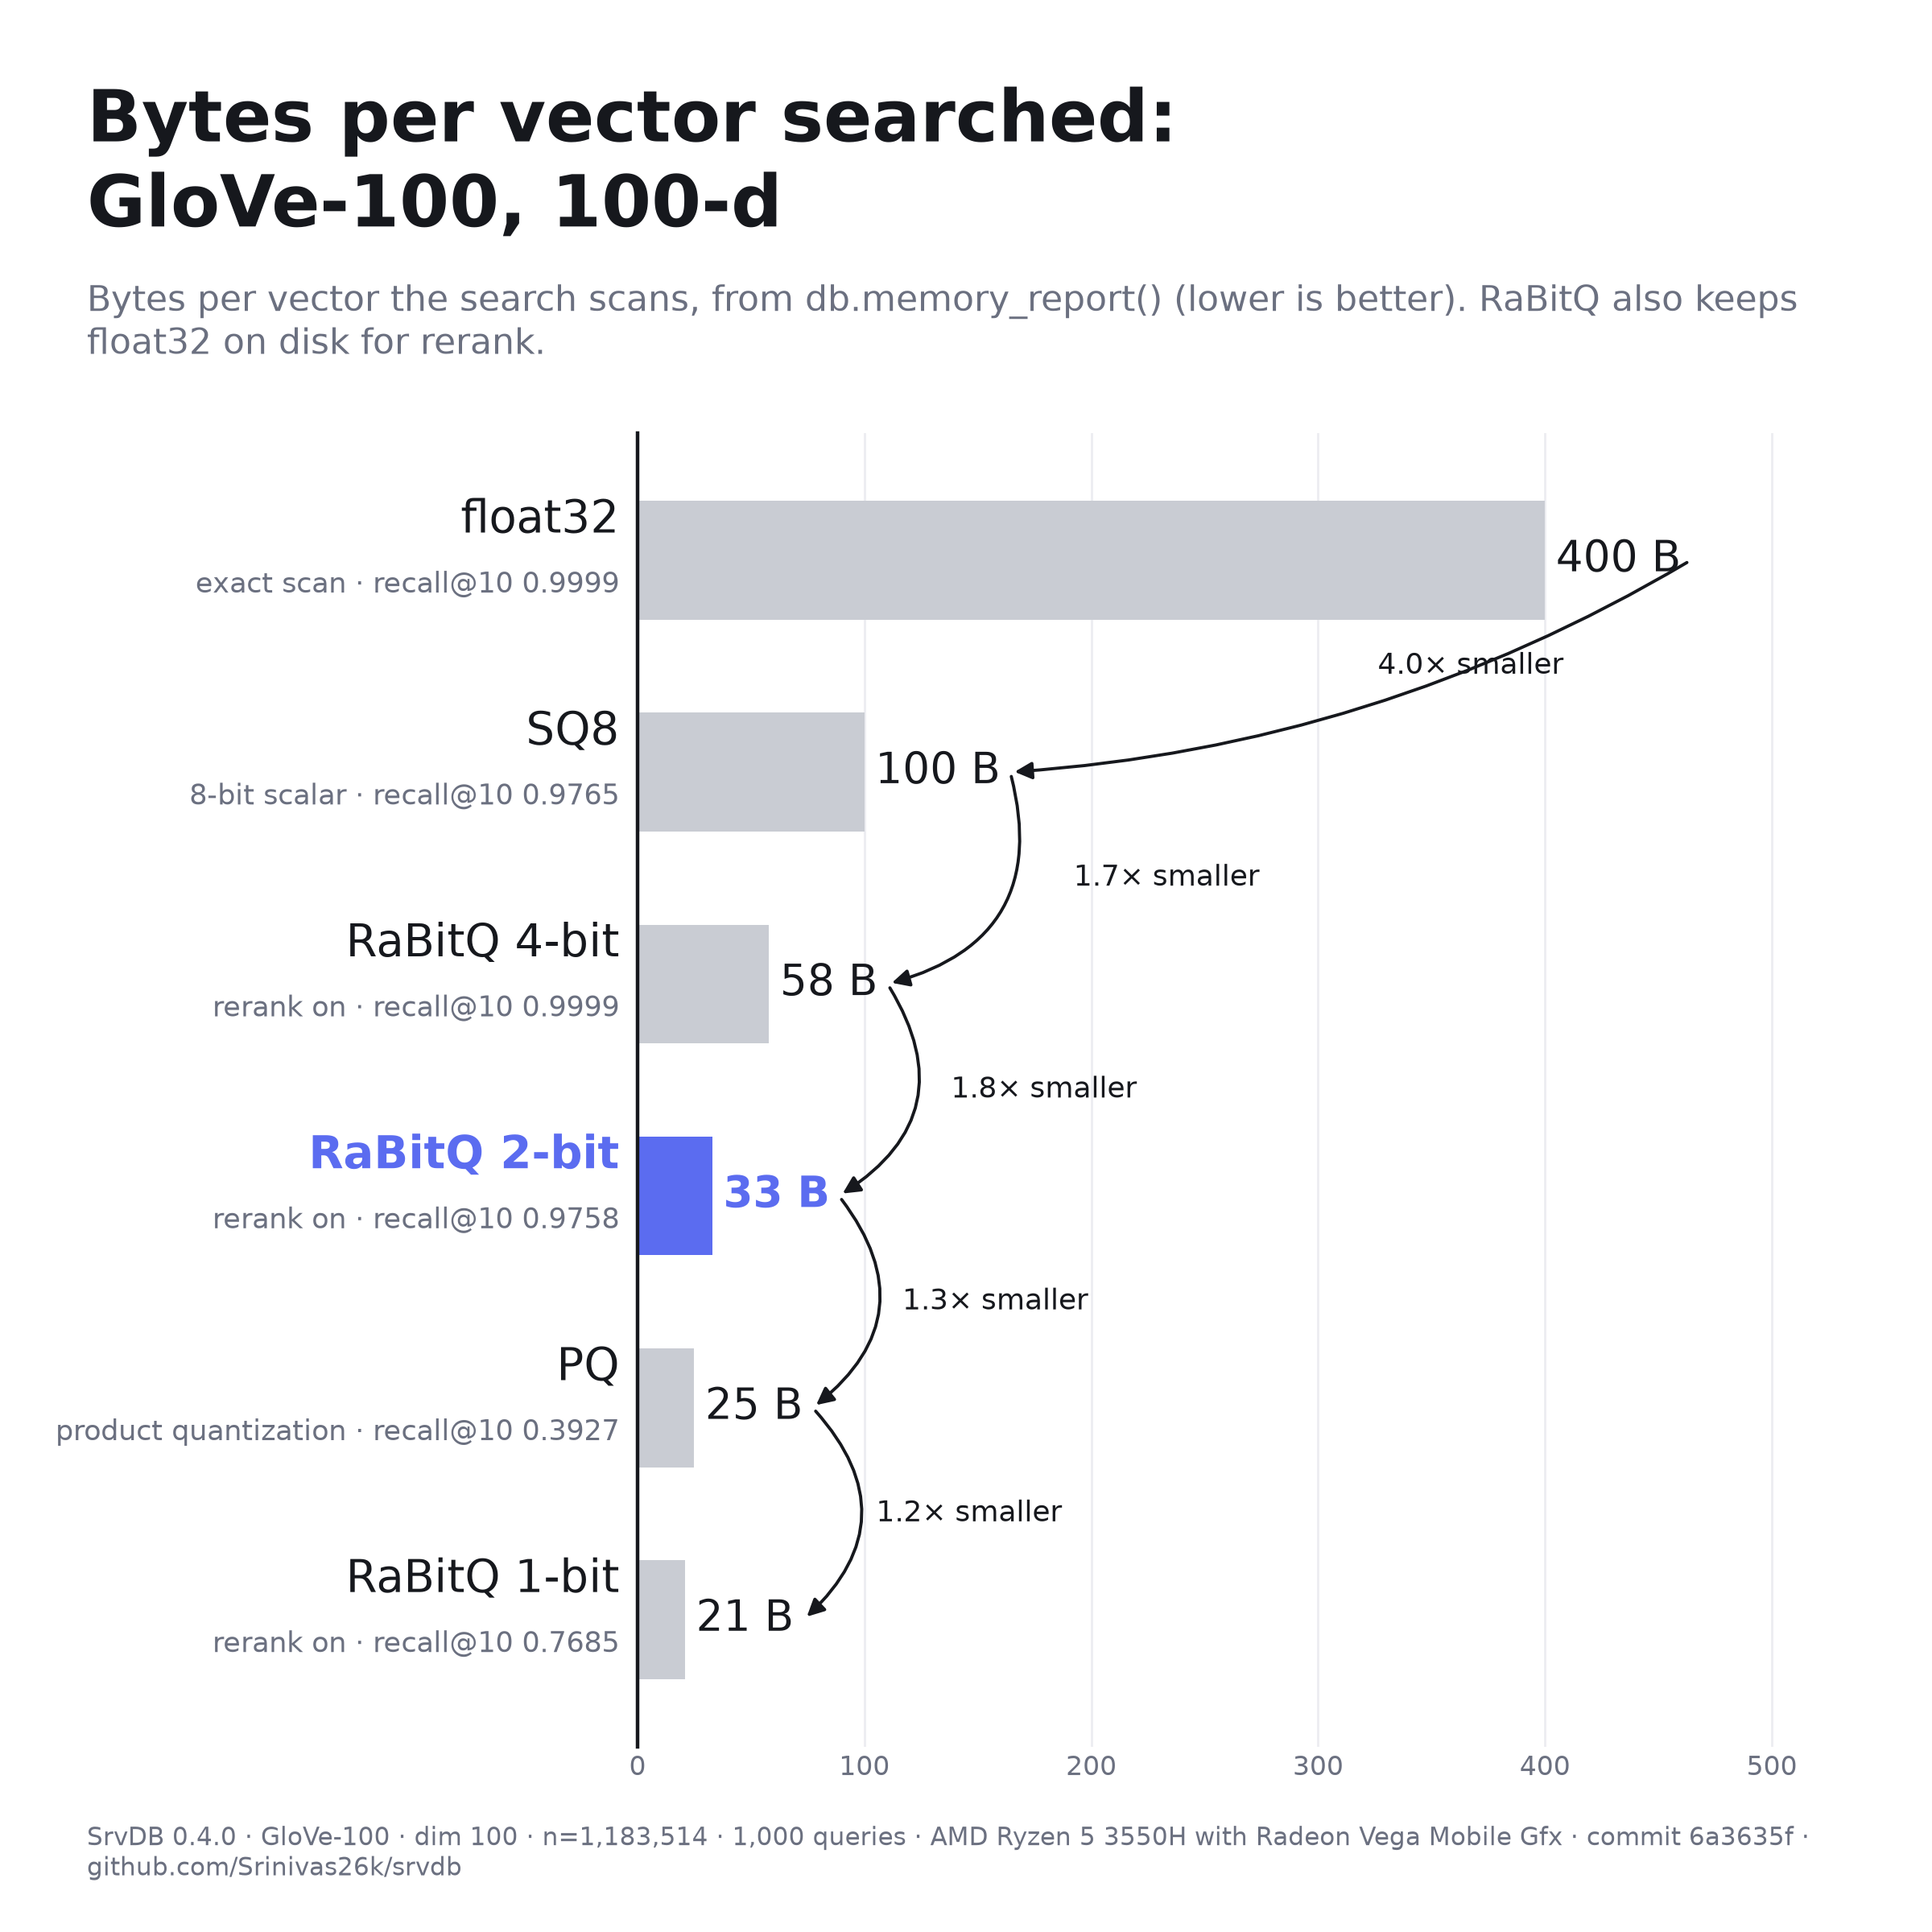 Bytes per vector searched:
GloVe-100, 100-d
Bytes per vector the search scans, from db.memory_report() (lower is better). RaBitQ also keeps
float32 on disk for rerank.
float32
400 B
exact scan · recall@10 0.9999
4.0× smaller
SQ8
100 B
8-bit scalar · recall@10 0.9765
1.7× smaller
RaBitQ 4-bit
58 B
rerank on · recall@10 0.9999
1.8× smaller
RaBitQ 2-bit
33 B
rerank on · recall@10 0.9758
1.3× smaller
PQ
25 B
product quantization · recall@10 0.3927
1.2× smaller
RaBitQ 1-bit
21 B
rerank on · recall@10 0.7685
0 100 200 300 400 500
SrvDB 0.4.0 · GloVe-100 · dim 100 · n=1,183,514 · 1,000 queries · AMD Ryzen 5 3550H with Radeon Vega Mobile Gfx · commit 6a3635f ·
github.com/Srinivas26k/srvdb